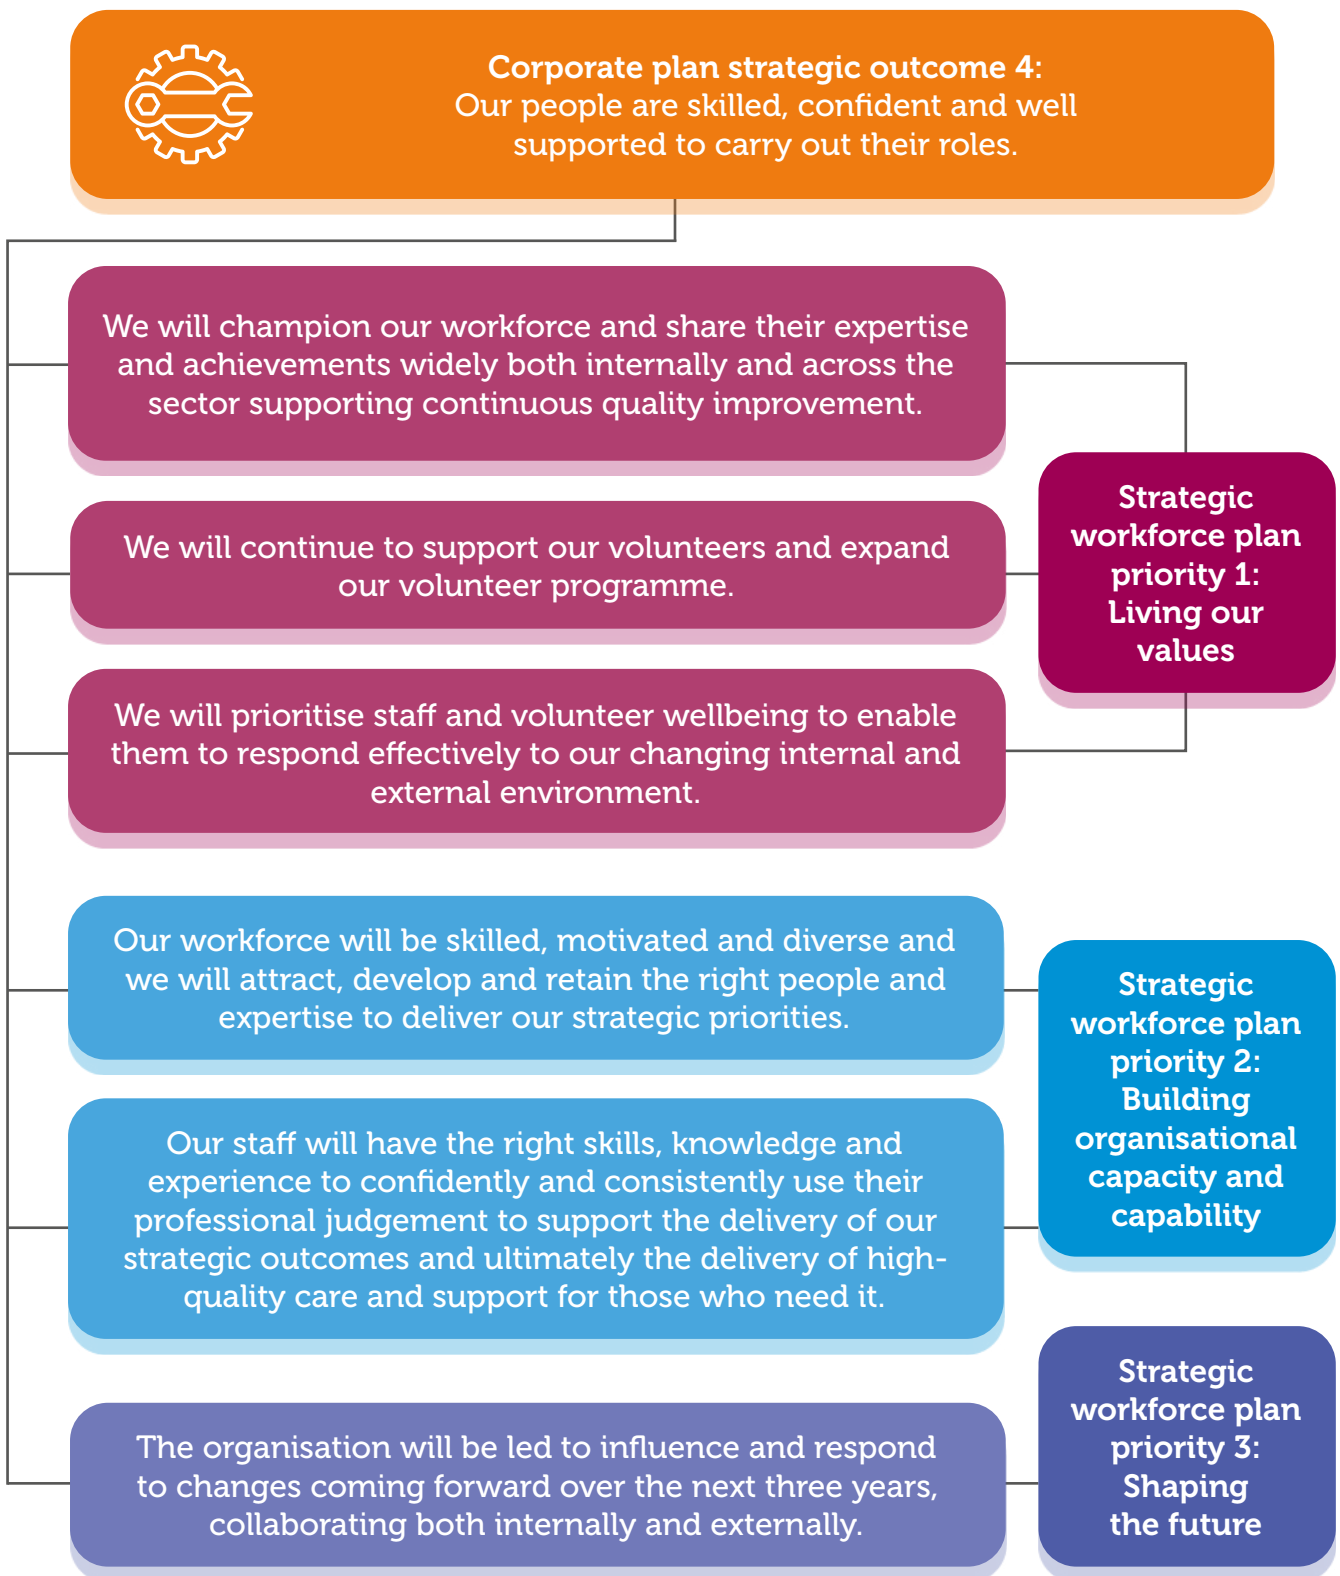 Corporate plan strategic outcome 4:
Our people are skilled, confident and well
supported to carry out their roles.
We will champion our workforce and share their expertise
and achievements widely both internally and across the
sector supporting continuous quality improvement.
We will continue to support our volunteers and expand
our volunteer programme.
We will prioritise staff and volunteer wellbeing to enable
them to respond effectively to our changing internal and
external environment.
Strategic
workforce plan
priority 1:
Living our
values
Our workforce will be skilled, motivated and diverse and
we will attract, develop and retain the right people and
expertise to deliver our strategic priorities.
Our staff will have the right skills, knowledge and
experience to confidently and consistently use their
professional judgement to support the delivery of our
strategic outcomes and ultimately the delivery of high-
quality care and support for those who need it.
Strategic
workforce plan
priority 2:
Building
organisational
capacity and
capability
The organisation will be led to influence and respond
to changes coming forward over the next three years,
collaborating both internally and externally.
Strategic
workforce plan
priority 3:
Shaping
the future